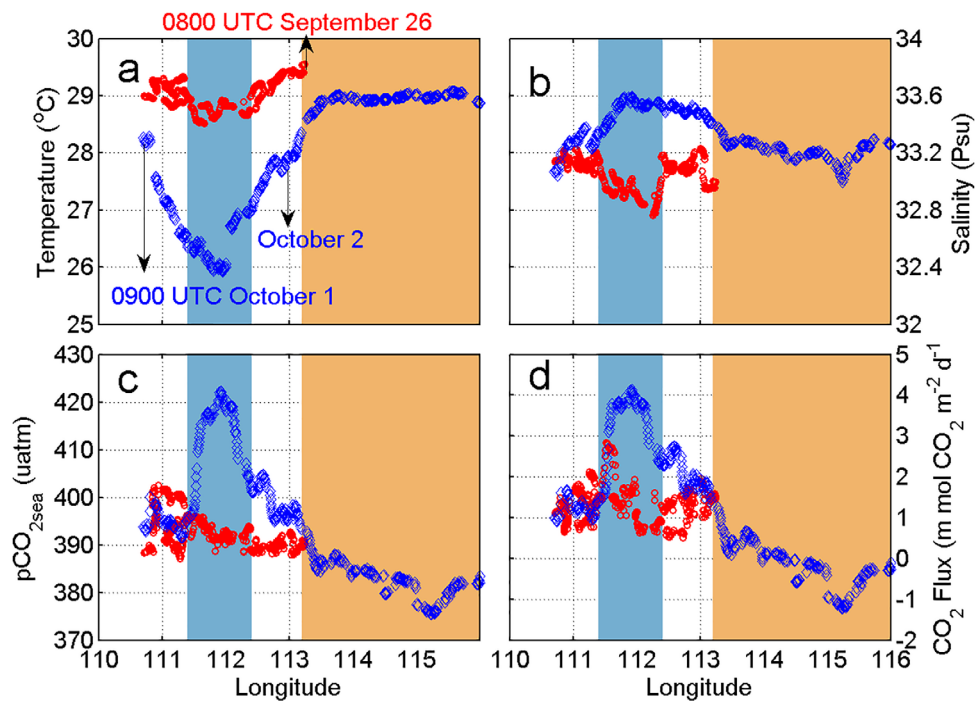 0800 UTC September 26
30
29
28
27
26
25
Temperature (°C)
a
October 2
0900 UTC October 1
b
34
33.6
33.2
32.8
32.4
32
Salinity (Psu)
430
420
410
400
390
380
370
pCO2sea (uatm)
c
110 111 112 113 114 115
Longitude
d
5
4
3
2
1
0
-1
-2
CO2 Flux (m mol CO2 m-2 d-1)
110 111 112 113 114 115 116
Longitude